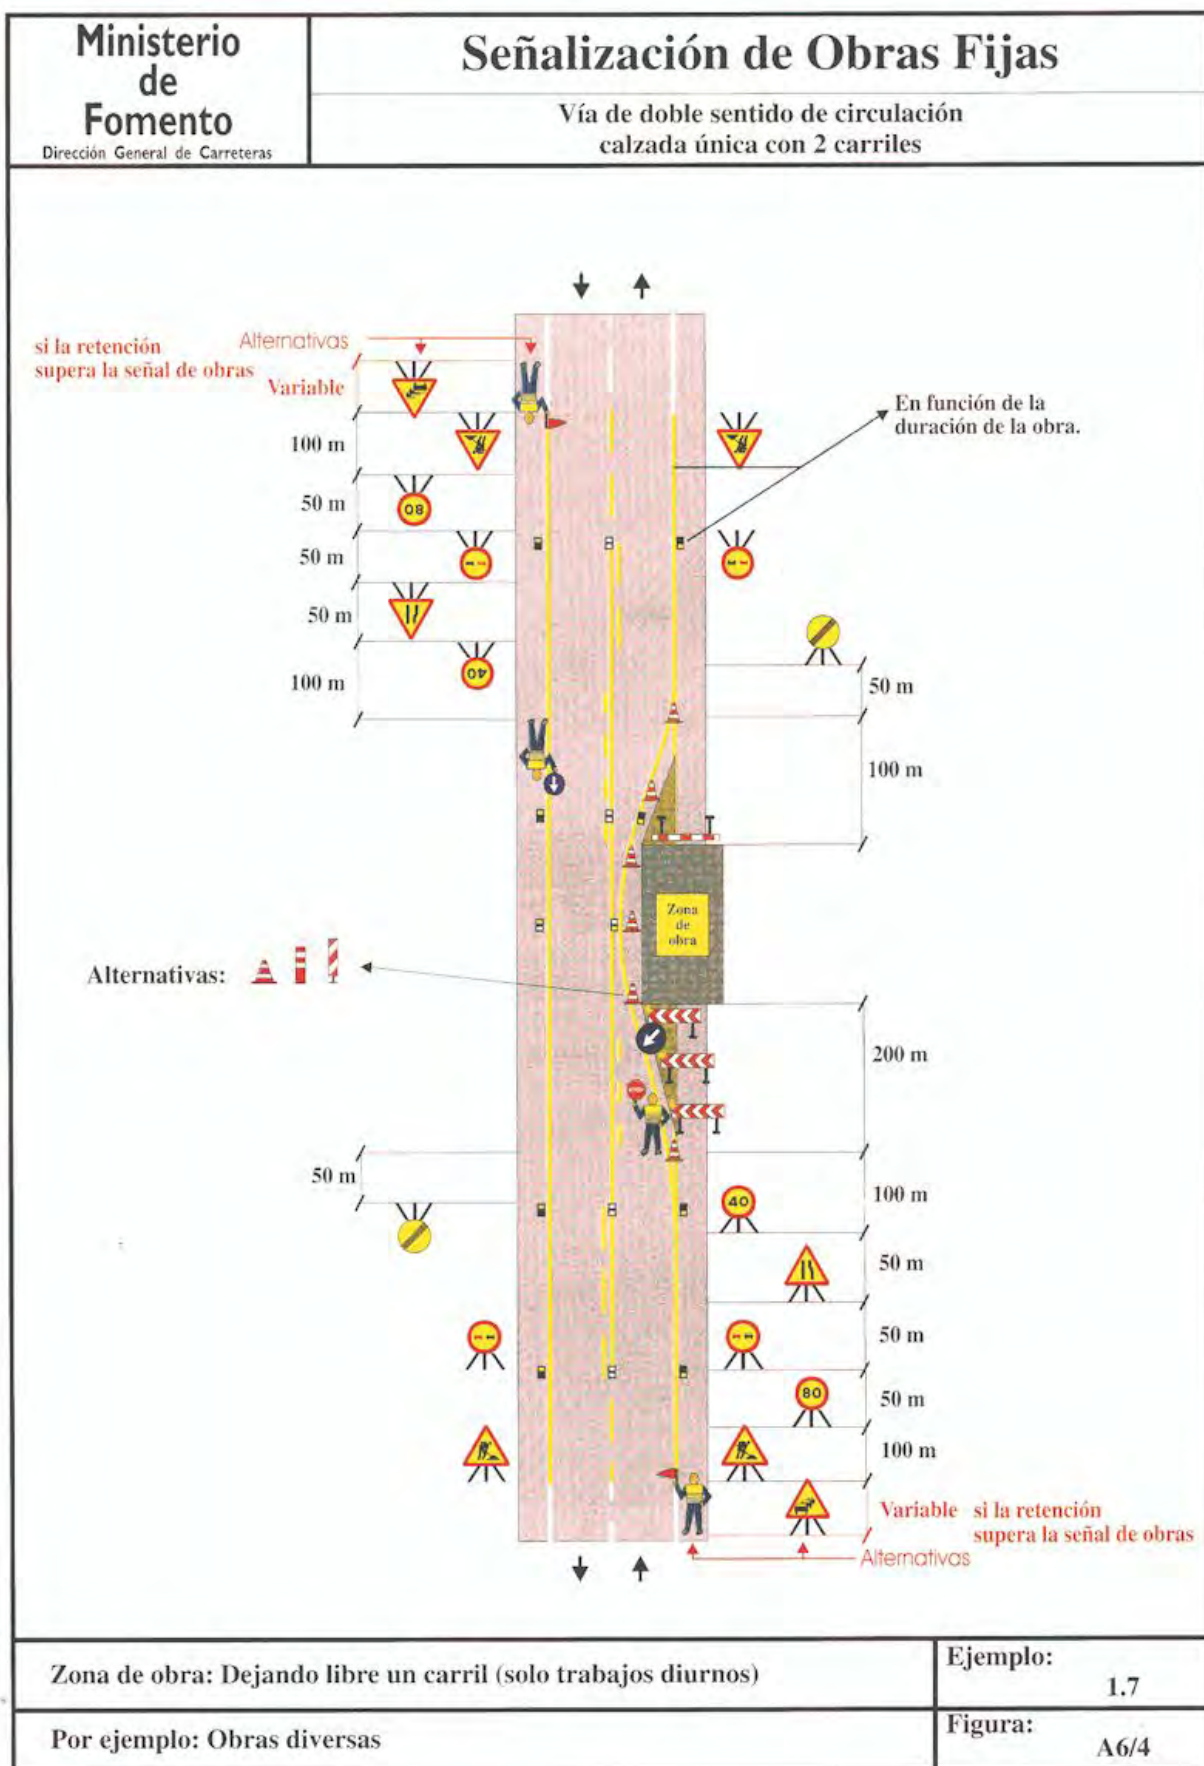 Ministerio
de
Fomento
Dirección General de Carreteras
Señalización de Obras Fijas
Vía de doble sentido de circulación
calzada única con 2 carriles
si la retención
supera la señal de obras
Alternativas
Variable
100 m
50 m
50 m
50 m
100 m
80
40
En función de la
duración de la obra.
50 m
100 m
Zona
de
obra
Alternativas:
200 m
50 m
100 m
40
50 m
50 m
80
50 m
100 m
Variable si la retención
supera la señal de obras
Alternativas
Zona de obra: Dejando libre un carril (solo trabajos diurnos)
Ejemplo:
1.7
Por ejemplo: Obras diversas
Figura:
A6/4